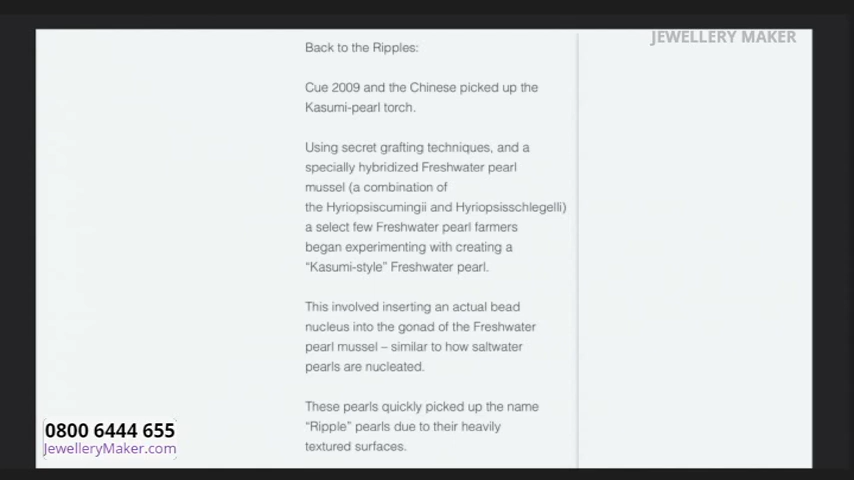 JEWELLERY MAKER
Back to the Ripples:
Cue 2009 and the Chinese picked up the
Kasumi-pearl torch.
Using secret grafting techniques, and a
specially hybridized Freshwater pearl
mussel (a combination of
the Hyriopsiscumingii and Hyriopsisschlegelli)
a select few Freshwater pearl farmers
began experimenting with creating a
“Kasumi-style” Freshwater pearl.
This involved inserting an actual bead
nucleus into the gonad of the Freshwater
pearl mussel – similar to how saltwater
pearls are nucleated.
These pearls quickly picked up the name
“Ripple” pearls due to their heavily
textured surfaces.
0800 6444 655
JewelleryMaker.com